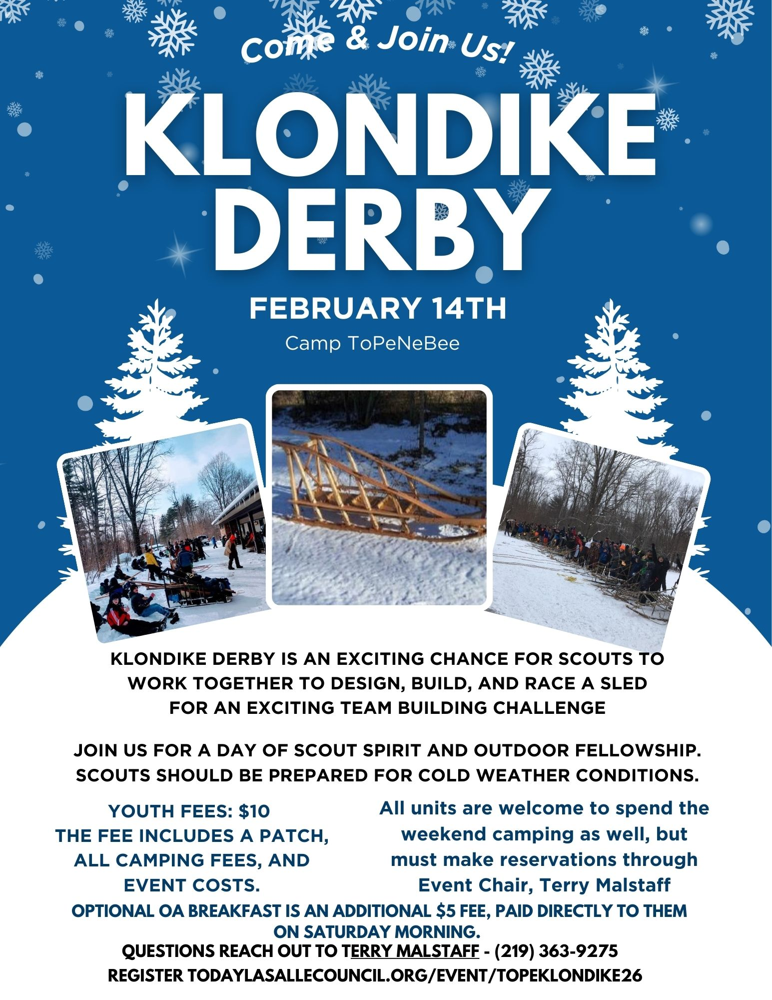 Come & Join Us!
KLONDIKE
DERBY
FEBRUARY 14TH
Camp ToPeNeBee
KLONDIKE DERBY IS AN EXCITING CHANCE FOR SCOUTS TO
WORK TOGETHER TO DESIGN, BUILD, AND RACE A SLED
FOR AN EXCITING TEAM BUILDING CHALLENGE
JOIN US FOR A DAY OF SCOUT SPIRIT AND OUTDOOR FELLOWSHIP.
SCOUTS SHOULD BE PREPARED FOR COLD WEATHER CONDITIONS.
YOUTH FEES: $10
THE FEE INCLUDES A PATCH,
ALL CAMPING FEES, AND
EVENT COSTS.
All units are welcome to spend the
weekend camping as well, but
must make reservations through
Event Chair, Terry Malstaff
OPTIONAL OA BREAKFAST IS AN ADDITIONAL $5 FEE, PAID DIRECTLY TO THEM
ON SATURDAY MORNING.
QUESTIONS REACH OUT TO TERRY MALSTAFF - (219) 363-9275
REGISTER TODAYLASALLECOUNCIL.ORG/EVENT/TOPEKLONDIKE26